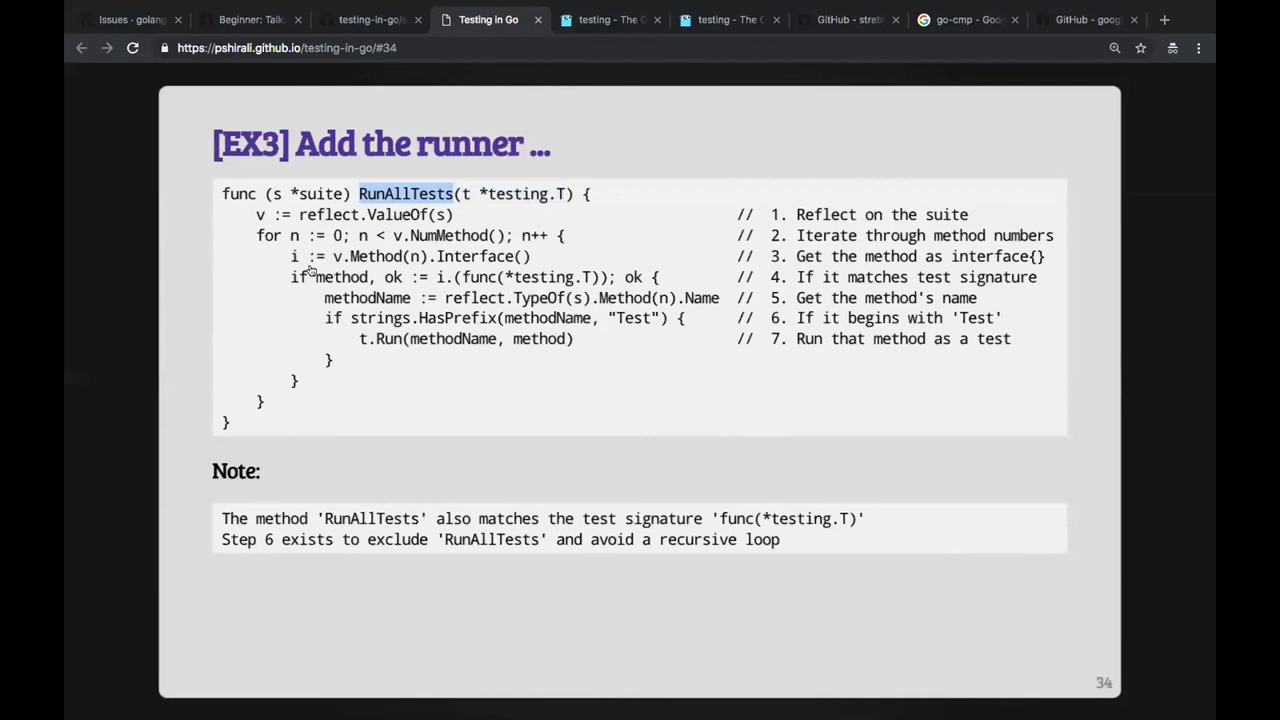 Issues · golang
Beginner: Talk:
testing-in-go/s
Testing in Go
testing - The G
testing - The G
GitHub - stretr
go-cmp - Goo
GitHub - googl
https://pshirali.github.io/testing-in-go/#34
[EX3] Add the runner ...
func (s *suite) RunAllTests(t *testing.T) {
v := reflect.ValueOf(s) // 1. Reflect on the suite
for n := 0; n < v.NumMethod(); n++ { // 2. Iterate through method numbers
i := v.Method(n).Interface() // 3. Get the method as interface{}
if method, ok := i.(func(*testing.T)); ok { // 4. If it matches test signature
methodName := reflect.TypeOf(s).Method(n).Name // 5. Get the method's name
if strings.HasPrefix(methodName, "Test") { // 6. If it begins with 'Test'
t.Run(methodName, method) // 7. Run that method as a test
}
}
}
}
Note:
The method 'RunAllTests' also matches the test signature 'func(*testing.T)'
Step 6 exists to exclude 'RunAllTests' and avoid a recursive loop
34